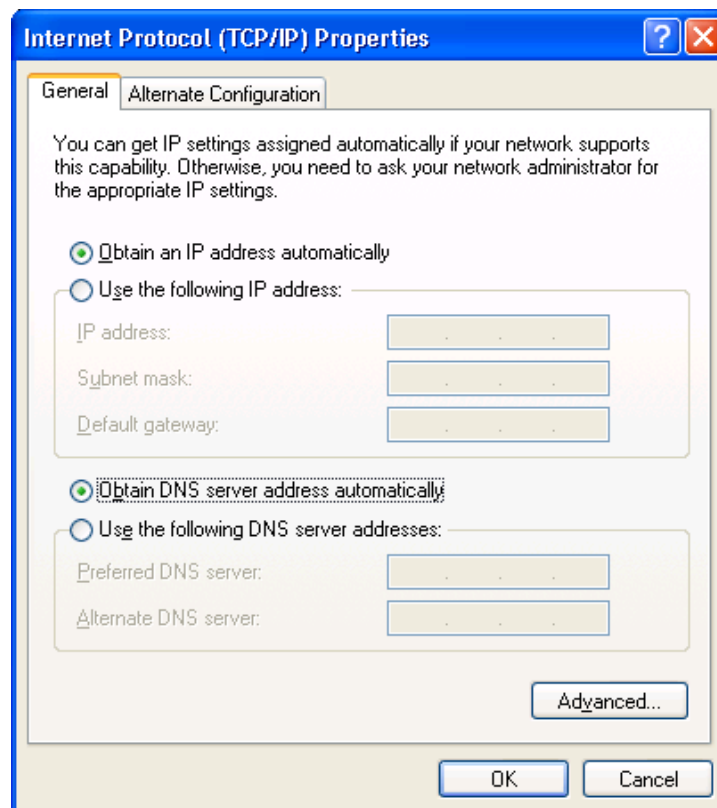 Internet Protocol (TCP/IP) Properties
General
Alternate Configuration
You can get IP settings assigned automatically if your network supports
this capability. Otherwise, you need to ask your network administrator for
the appropriate IP settings.
Obtain an IP address automatically
Use the following IP address:
IP address:
Subnet mask:
Default gateway:
Obtain DNS server address automatically
Use the following DNS server addresses:
Preferred DNS server:
Alternate DNS server:
Advanced...
OK
Cancel